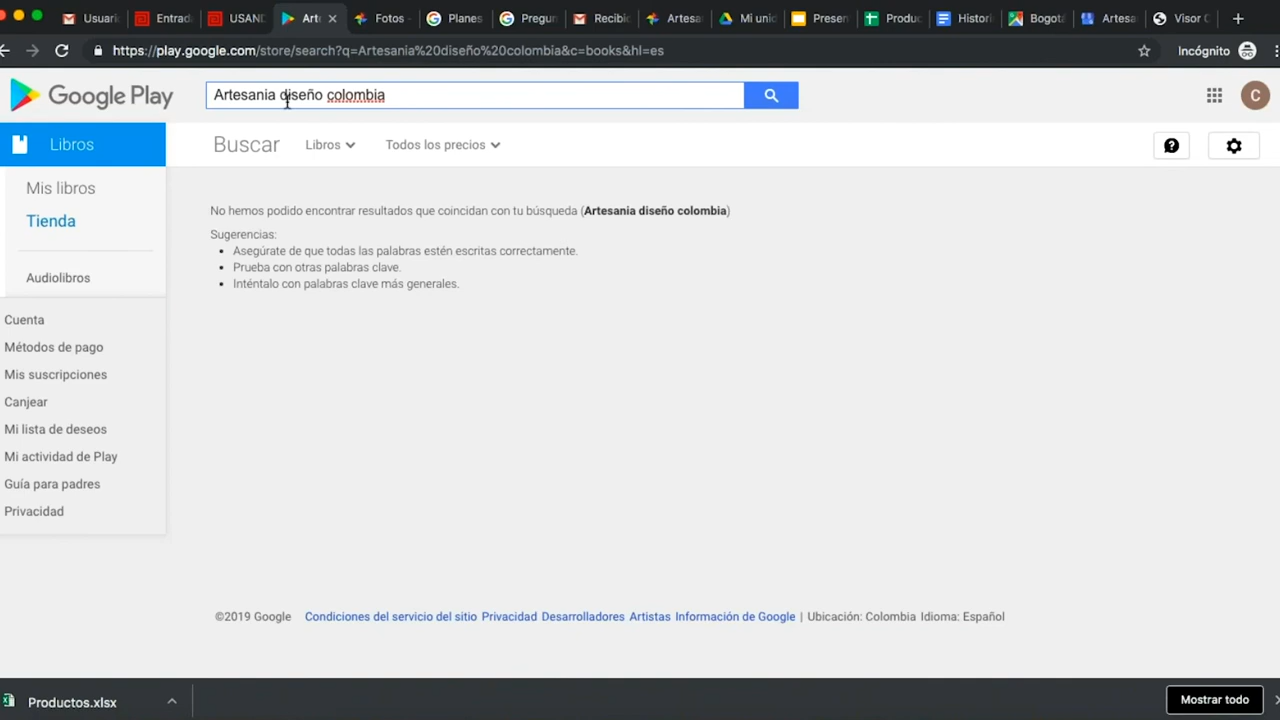 Usuari
Entrada
USAND
Arte
Fotos -
Planes
Pregun
Recibid
Artesa
Mi unid
Presen
Produc
Histori
Bogotá
Artesa
Visor C
https://play.google.com/store/search?q=Artesania%20diseño%20colombia&c=books&hl=es
Incógnito
Google Play
Artesania diseño colombia
C
Libros
Buscar
Libros
Todos los precios
Mis libros
Tienda
Audiolibros
Cuenta
Métodos de pago
Mis suscripciones
Canjear
Mi lista de deseos
Mi actividad de Play
Guía para padres
Privacidad
No hemos podido encontrar resultados que coincidan con tu búsqueda (Artesania diseño colombia)
Sugerencias:
Asegúrate de que todas las palabras estén escritas correctamente.
Prueba con otras palabras clave.
Inténtalo con palabras clave más generales.
©2019 Google Condiciones del servicio del sitio Privacidad Desarrolladores Artistas Información de Google | Ubicación: Colombia Idioma: Español
Productos.xlsx
Mostrar todo